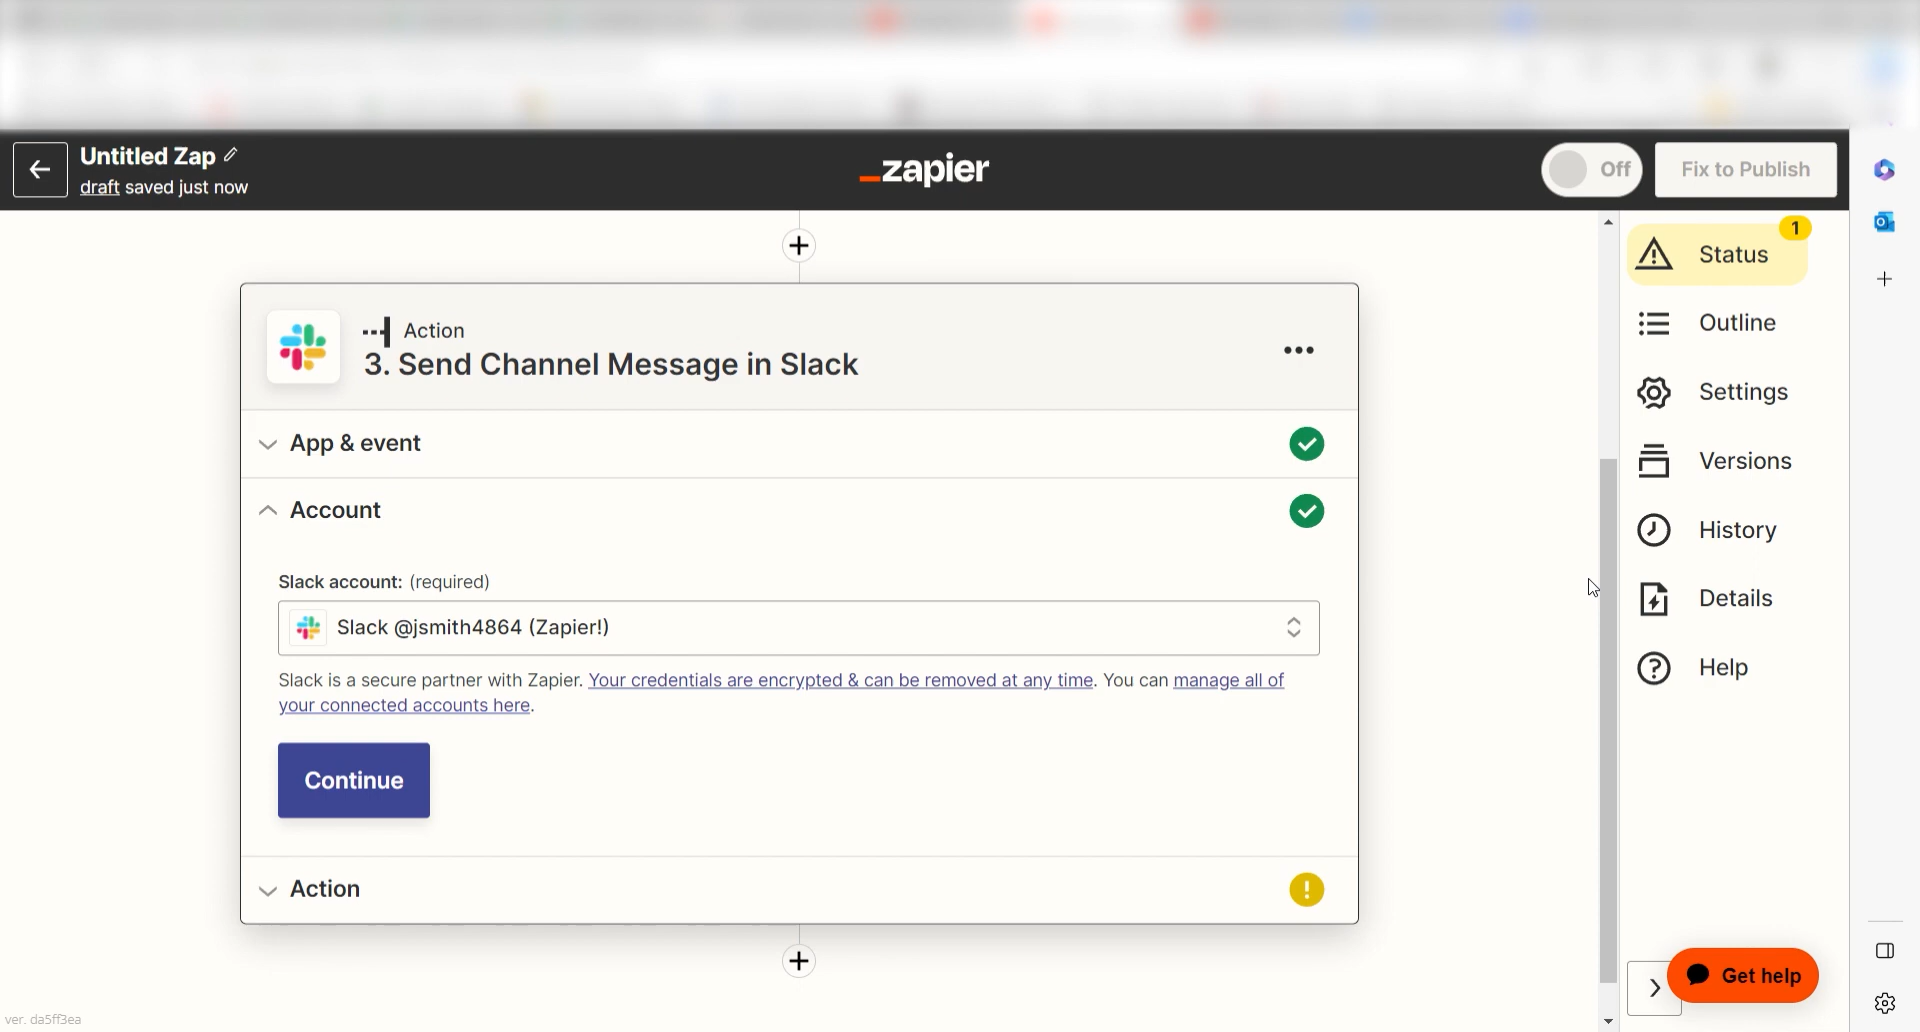 Untitled Zap
draft saved just now
zapier
Off
Fix to Publish
1
Status
Outline
Settings
Versions
History
Details
Help
Action
3. Send Channel Message in Slack
App & event
Account
Slack account: (required)
Slack @jsmith4864 (Zapier!)
Slack is a secure partner with Zapier. Your credentials are encrypted & can be removed at any time. You can manage all of
your connected accounts here.
Continue
Action
Get help
ver. da5ff3ea